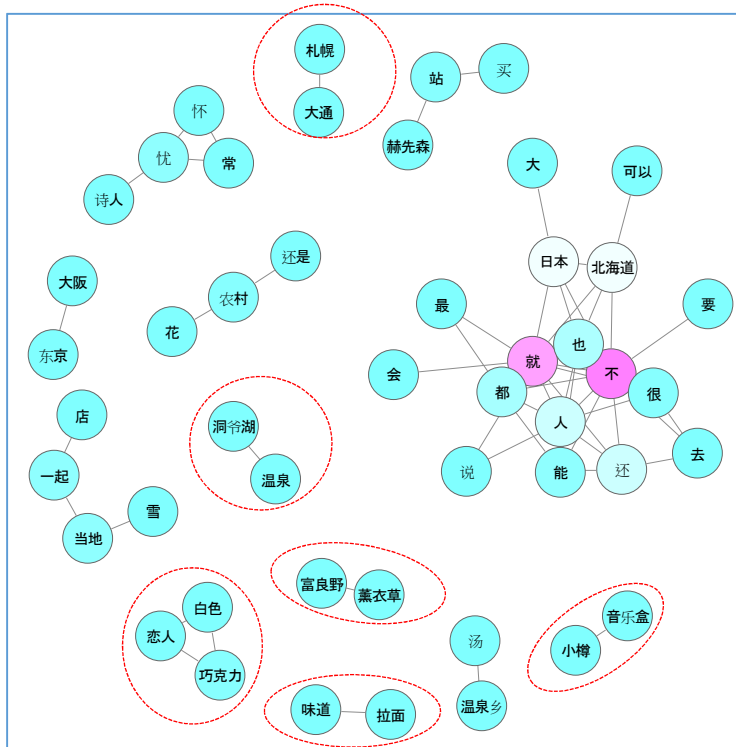 札幌
大通
站
买
赫先森
怀
忧
常
诗人
大
可以
日本
北海道
还是
农村
花
大阪
东京
最
要
会
就
也
不
都
很
人
店
一起
当地
雪
洞爷湖
温泉
说
能
还
去
富良野
薰衣草
白色
恋人
巧克力
音乐盒
小樽
汤
温泉乡
味道
拉面